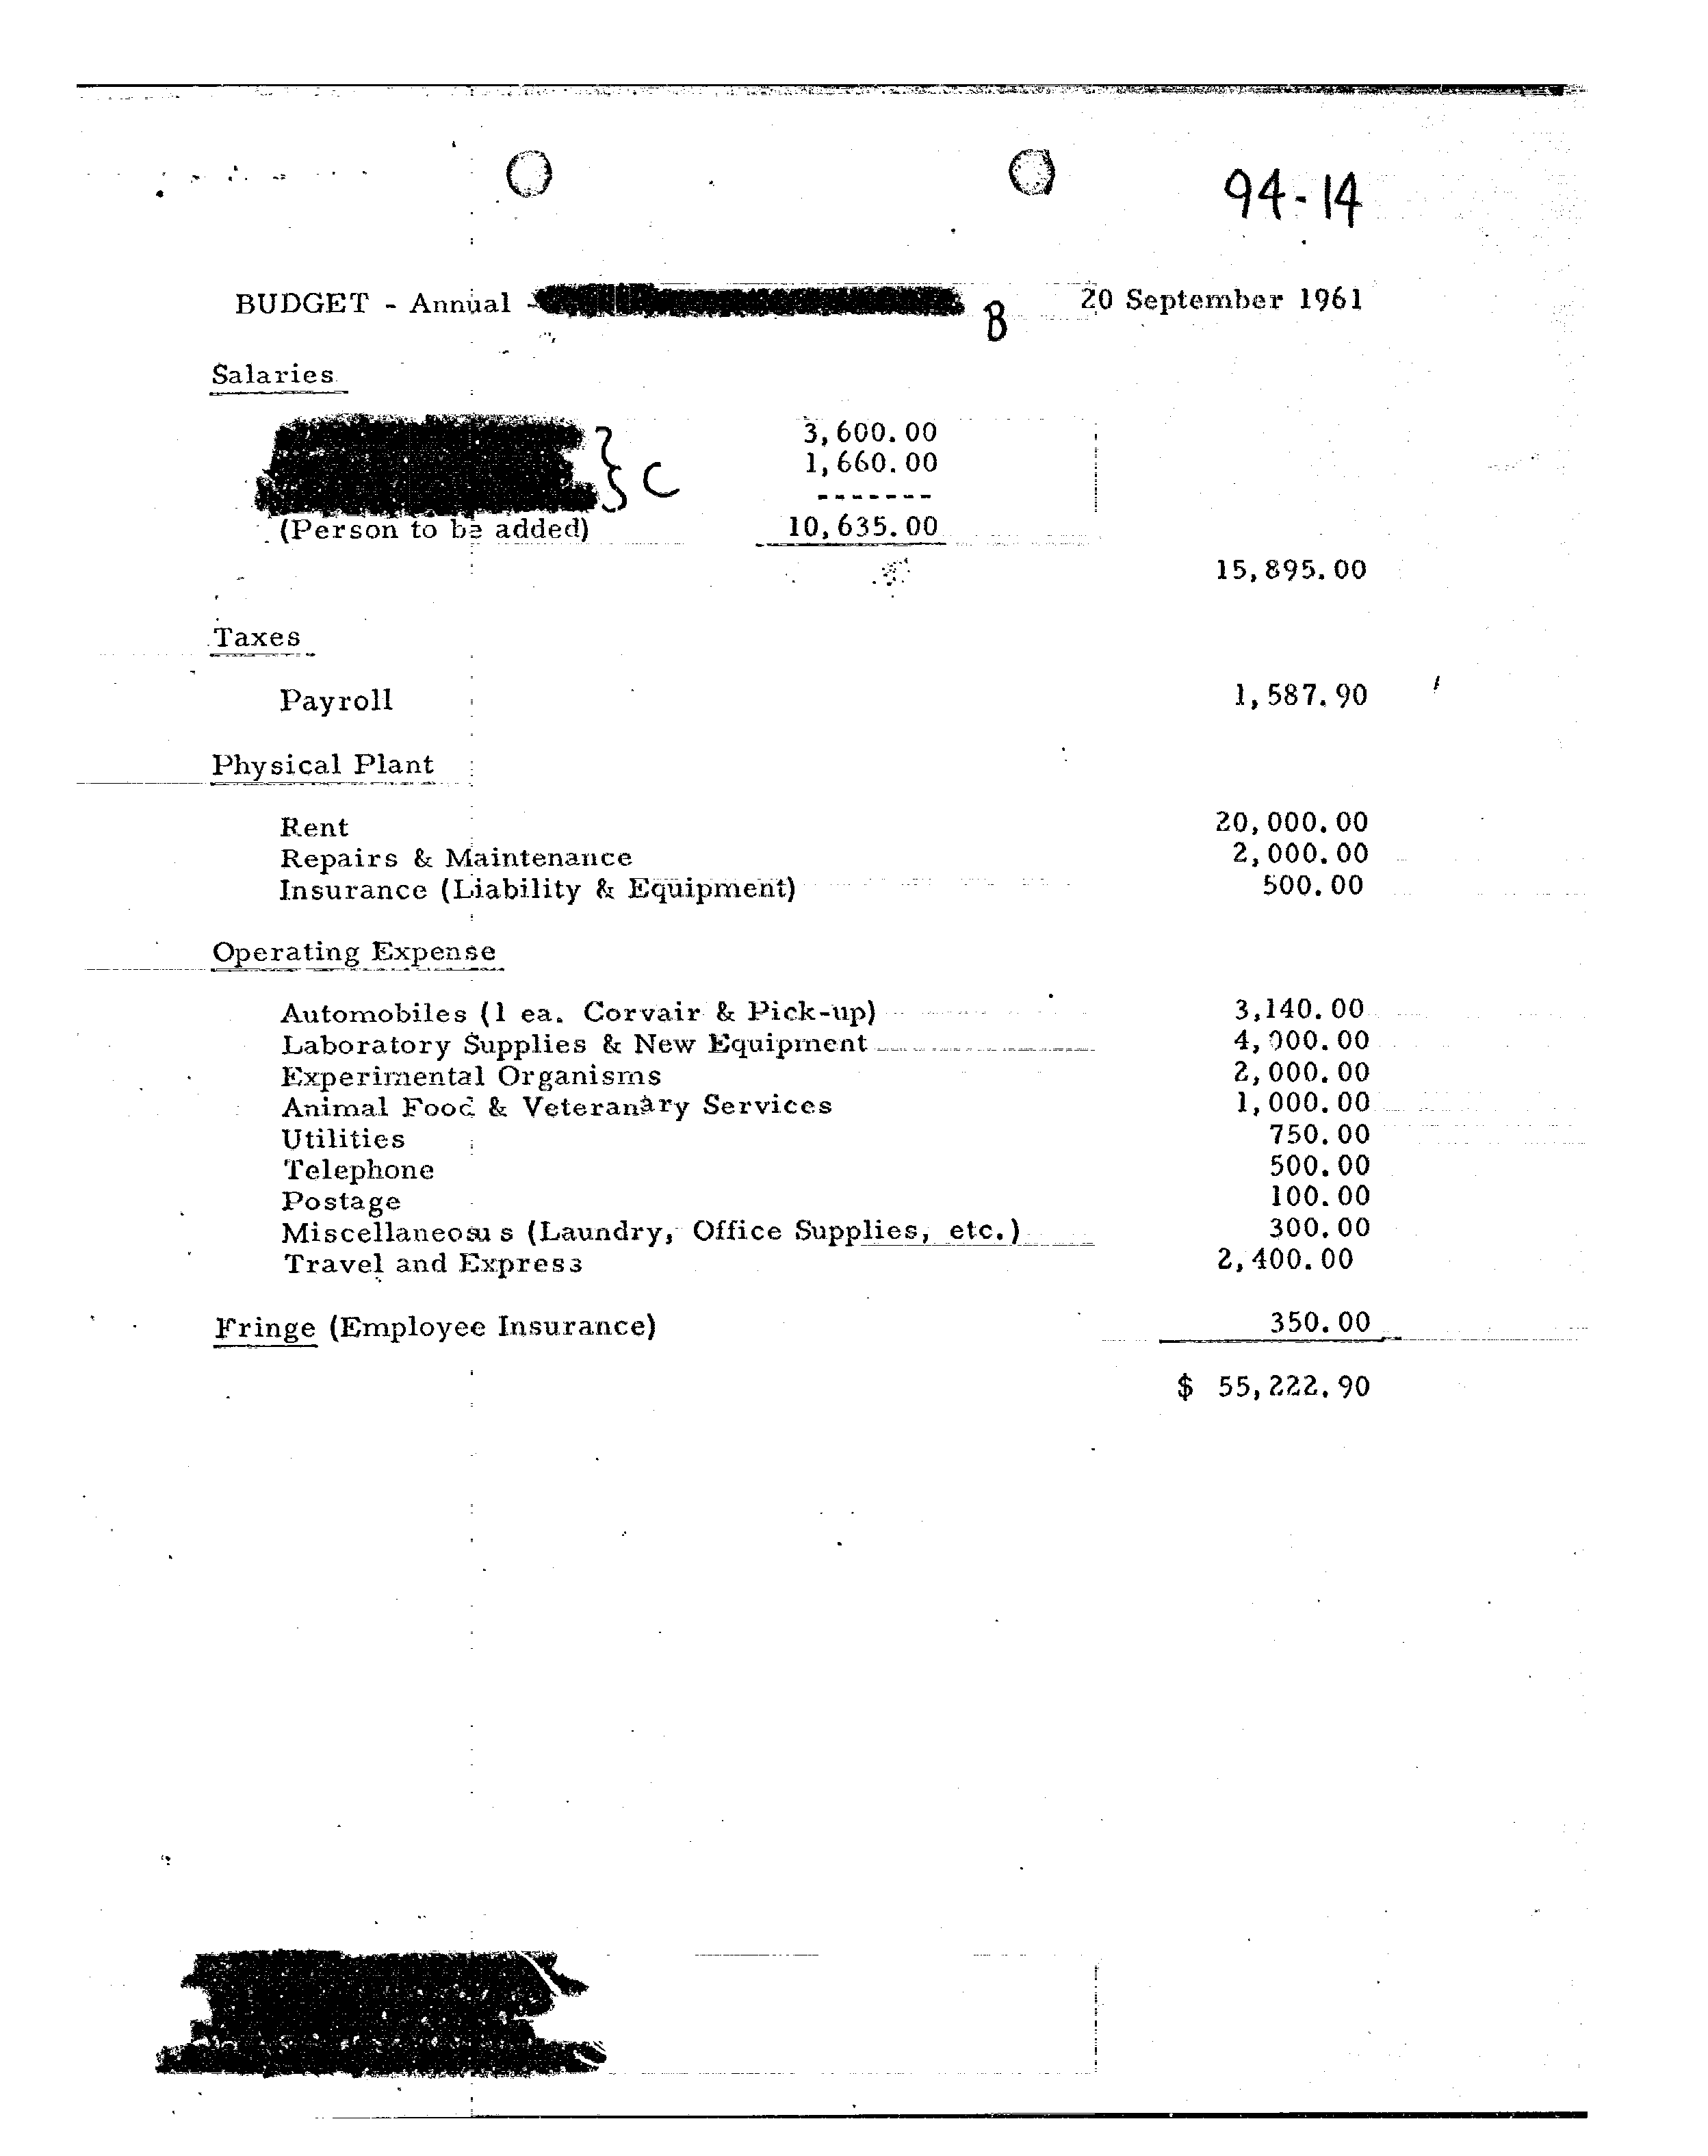 94-14
BUDGET - Annual - B 20 September 1961
Salaries
3,600.00
} C 1,660.00
-------
(Person to be added) 10,635.00
15,895.00
Taxes
Payroll 1,587.90
Physical Plant
Rent 20,000.00
Repairs & Maintenance 2,000.00
Insurance (Liability & Equipment) 500.00
Operating Expense
Automobiles (1 ea. Corvair & Pick-up) 3,140.00
Laboratory Supplies & New Equipment 4,000.00
Experimental Organisms 2,000.00
Animal Food & Veteranary Services 1,000.00
Utilities 750.00
Telephone 500.00
Postage 100.00
Miscellaneous (Laundry, Office Supplies, etc.) 300.00
Travel and Express 2,400.00
Fringe (Employee Insurance) 350.00
$ 55,222.90